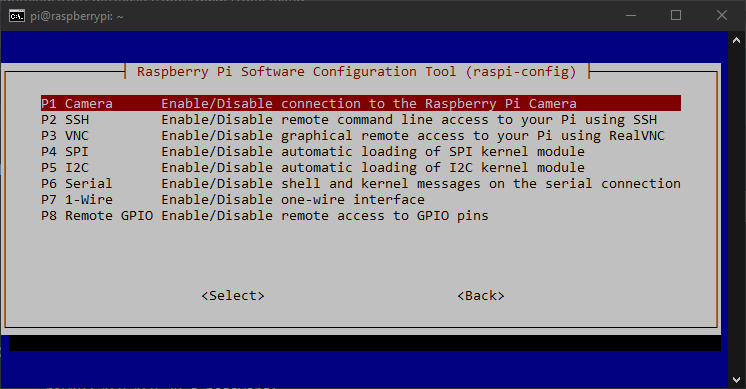 pi@raspberrypi: ~
Raspberry Pi Software Configuration Tool (raspi-config)
P1 Camera Enable/Disable connection to the Raspberry Pi Camera
P2 SSH Enable/Disable remote command line access to your Pi using SSH
P3 VNC Enable/Disable graphical remote access to your Pi using RealVNC
P4 SPI Enable/Disable automatic loading of SPI kernel module
P5 I2C Enable/Disable automatic loading of I2C kernel module
P6 Serial Enable/Disable shell and kernel messages on the serial connection
P7 1-Wire Enable/Disable one-wire interface
P8 Remote GPIO Enable/Disable remote access to GPIO pins
<Select> <Back>